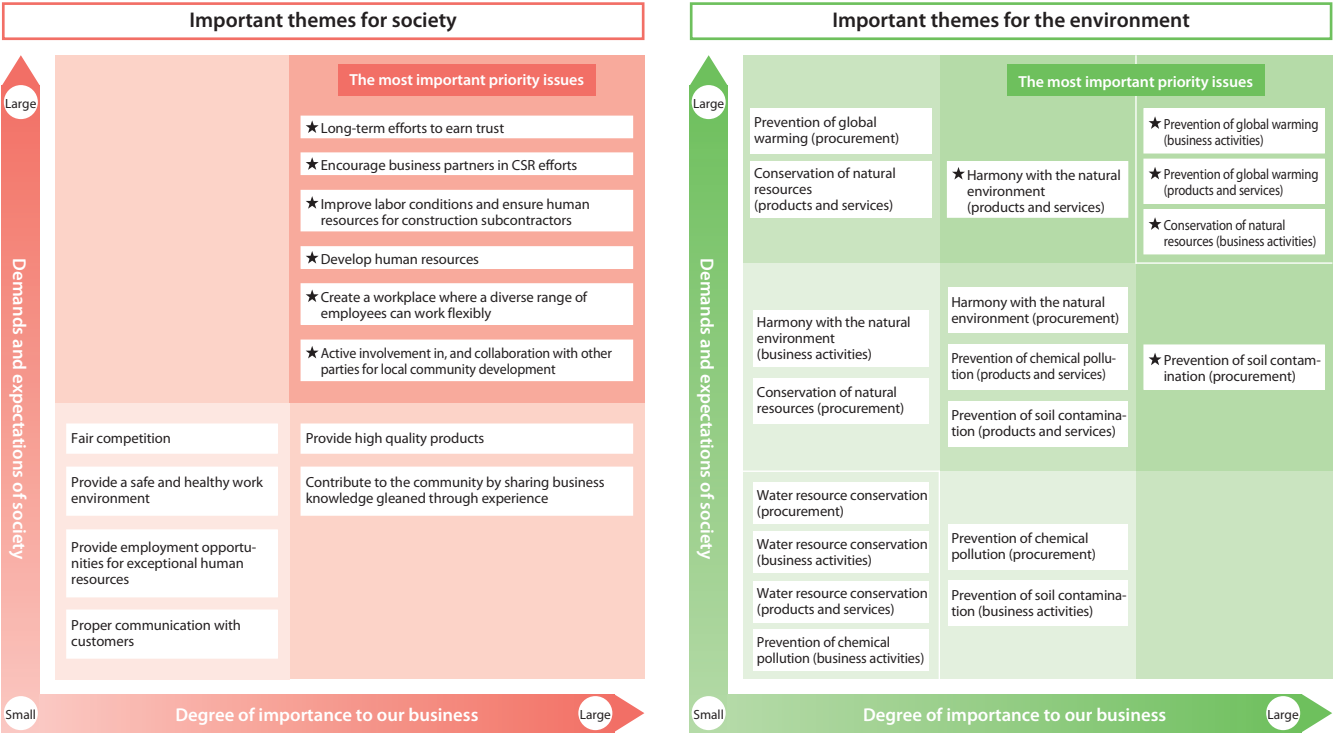 Important themes for society
Large
Demands and expectations of society
The most important priority issues
★Long-term efforts to earn trust
★Encourage business partners in CSR efforts
★Improve labor conditions and ensure human
resources for construction subcontractors
★Develop human resources
★Create a workplace where a diverse range of
employees can work flexibly
★Active involvement in, and collaboration with other
parties for local community development
Fair competition
Provide a safe and healthy work
environment
Provide employment opportu-
nities for exceptional human
resources
Proper communication with
customers
Provide high quality products
Contribute to the community by sharing business
knowledge gleaned through experience
Small
Degree of importance to our business
Large
Important themes for the environment
Large
Demands and expectations of society
The most important priority issues
Prevention of global
warming (procurement)
Conservation of natural
resources
(products and services)
★Harmony with the natural
environment
(products and services)
★Prevention of global warming
(business activities)
★Prevention of global warming
(products and services)
★Conservation of natural
resources (business activities)
Harmony with the natural
environment
(business activities)
Conservation of natural
resources (procurement)
Harmony with the natural
environment (procurement)
Prevention of chemical pollu-
tion (products and services)
Prevention of soil contamina-
tion (products and services)
★Prevention of soil contam-
ination (procurement)
Water resource conservation
(procurement)
Water resource conservation
(business activities)
Water resource conservation
(products and services)
Prevention of chemical
pollution (business activities)
Prevention of chemical
pollution (procurement)
Prevention of soil contamina-
tion (business activities)
Small
Degree of importance to our business
Large